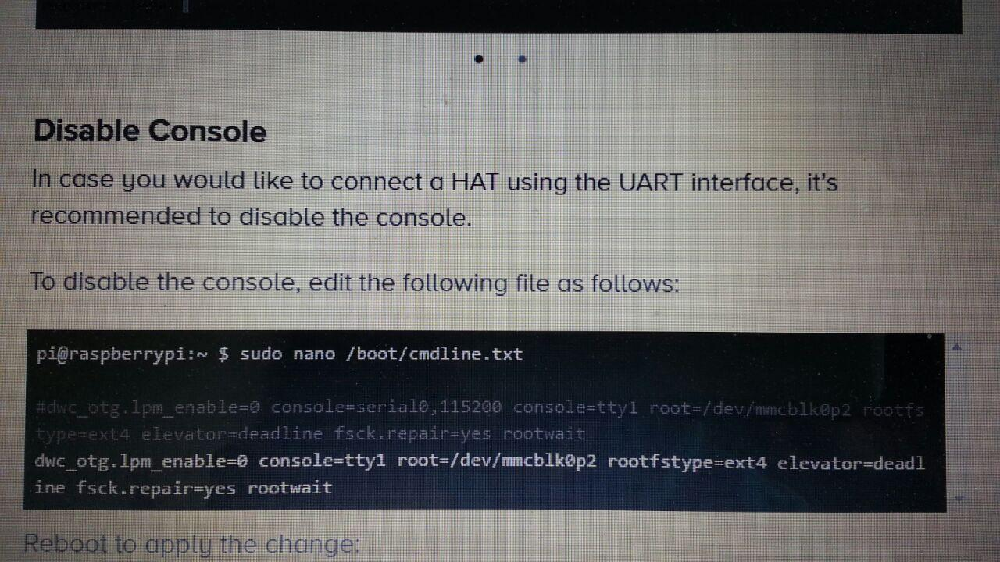 Disable Console
In case you would like to connect a HAT using the UART interface, it's
recommended to disable the console.
To disable the console, edit the following file as follows:
pi@raspberrypi:~ $ sudo nano /boot/cmdline.txt
#dwc_otg.lpm_enable=0 console=serial0,115200 console=tty1 root=/dev/mmcblk0p2 rootfs
type=ext4 elevator=deadline fsck.repair=yes rootwait
dwc_otg.lpm_enable=0 console=tty1 root=/dev/mmcblk0p2 rootfstype=ext4 elevator=deadl
ine fsck.repair=yes rootwait
Reboot to apply the change: